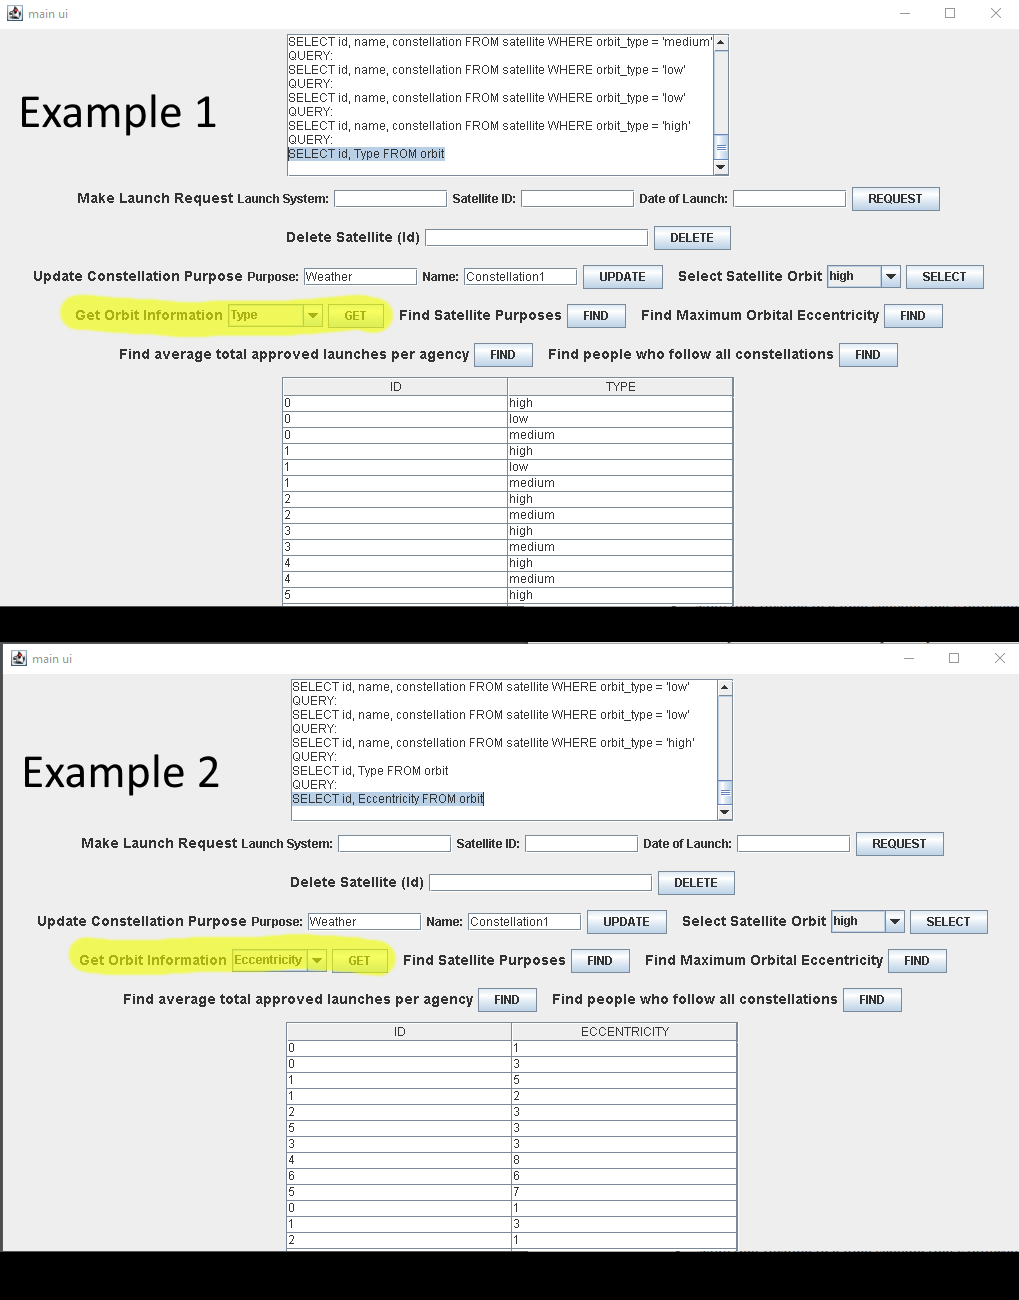 main ui
SELECT id, name, constellation FROM satellite WHERE orbit_type = 'medium'
QUERY:
SELECT id, name, constellation FROM satellite WHERE orbit_type = 'low'
QUERY:
SELECT id, name, constellation FROM satellite WHERE orbit_type = 'low'
QUERY:
SELECT id, name, constellation FROM satellite WHERE orbit_type = 'high'
QUERY:
SELECT id, Type FROM orbit
Example 1
Make Launch Request Launch System: Satellite ID: Date of Launch: REQUEST
Delete Satellite (Id) DELETE
Update Constellation Purpose Purpose: Weather Name: Constellation1 UPDATE Select Satellite Orbit high SELECT
Get Orbit Information Type GET Find Satellite Purposes FIND Find Maximum Orbital Eccentricity FIND
Find average total approved launches per agency FIND Find people who follow all constellations FIND
ID TYPE
0 high
0 low
0 medium
1 high
1 low
1 medium
2 high
2 medium
3 high
3 medium
4 high
4 medium
5 high
main ui
SELECT id, name, constellation FROM satellite WHERE orbit_type = 'low'
QUERY:
SELECT id, name, constellation FROM satellite WHERE orbit_type = 'low'
QUERY:
SELECT id, name, constellation FROM satellite WHERE orbit_type = 'high'
QUERY:
SELECT id, Type FROM orbit
QUERY:
SELECT id, Eccentricity FROM orbit
Example 2
Make Launch Request Launch System: Satellite ID: Date of Launch: REQUEST
Delete Satellite (Id) DELETE
Update Constellation Purpose Purpose: Weather Name: Constellation1 UPDATE Select Satellite Orbit high SELECT
Get Orbit Information Eccentricity GET Find Satellite Purposes FIND Find Maximum Orbital Eccentricity FIND
Find average total approved launches per agency FIND Find people who follow all constellations FIND
ID ECCENTRICITY
0 1
0 3
1 5
1 2
2 3
5 3
3 3
4 8
6 6
5 7
0 1
1 3
2 1